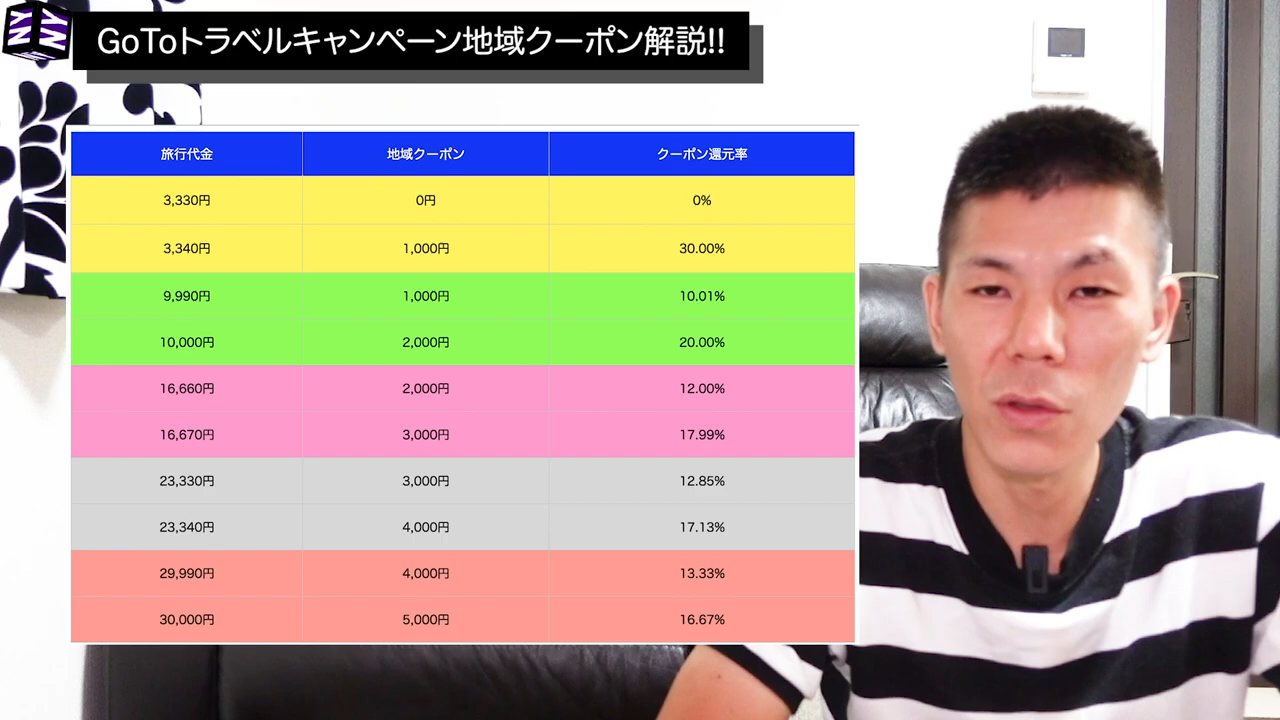 NY NY
GoToトラベルキャンペーン地域クーポン解説!!
旅行代金 地域クーポン クーポン還元率
3,330円 0円 0%
3,340円 1,000円 30.00%
9,990円 1,000円 10.01%
10,000円 2,000円 20.00%
16,660円 2,000円 12.00%
16,670円 3,000円 17.99%
23,330円 3,000円 12.85%
23,340円 4,000円 17.13%
29,990円 4,000円 13.33%
30,000円 5,000円 16.67%